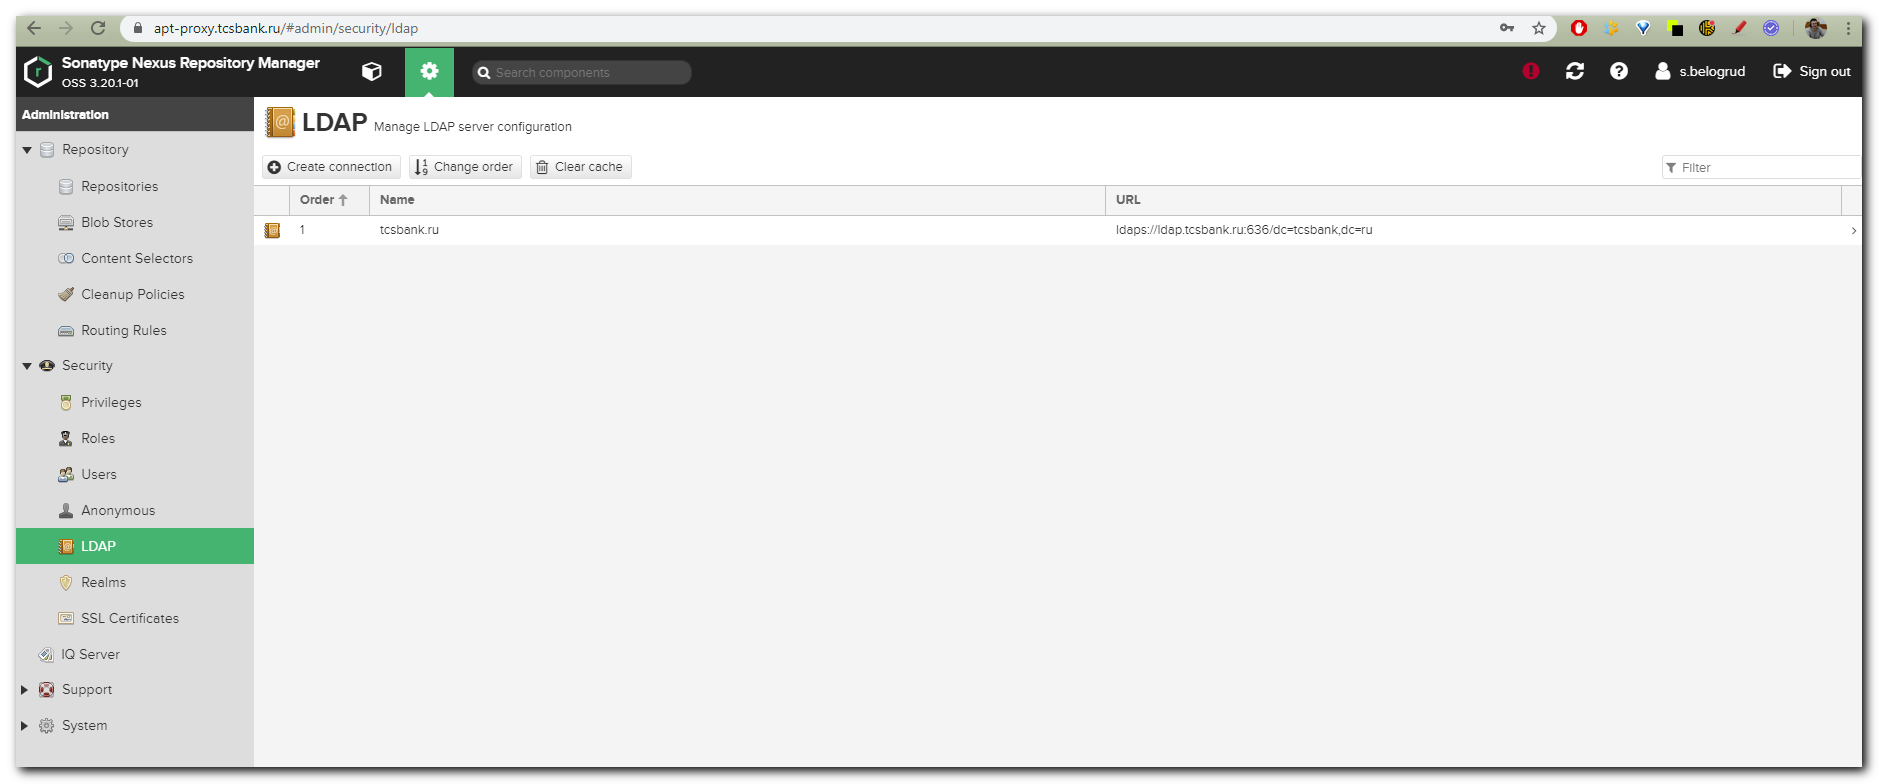 apt-proxy.tcsbank.ru/#admin/security/ldap
Sonatype Nexus Repository Manager
OSS 3.20.1-01
Search components
s.belogrud
Sign out
Administration
Repository
Repositories
Blob Stores
Content Selectors
Cleanup Policies
Routing Rules
Security
Privileges
Roles
Users
Anonymous
LDAP
Realms
SSL Certificates
IQ Server
Support
System
LDAP Manage LDAP server configuration
Create connection Change order Clear cache Filter
Order Name URL
1 tcsbank.ru ldaps://ldap.tcsbank.ru:636/dc=tcsbank,dc=ru